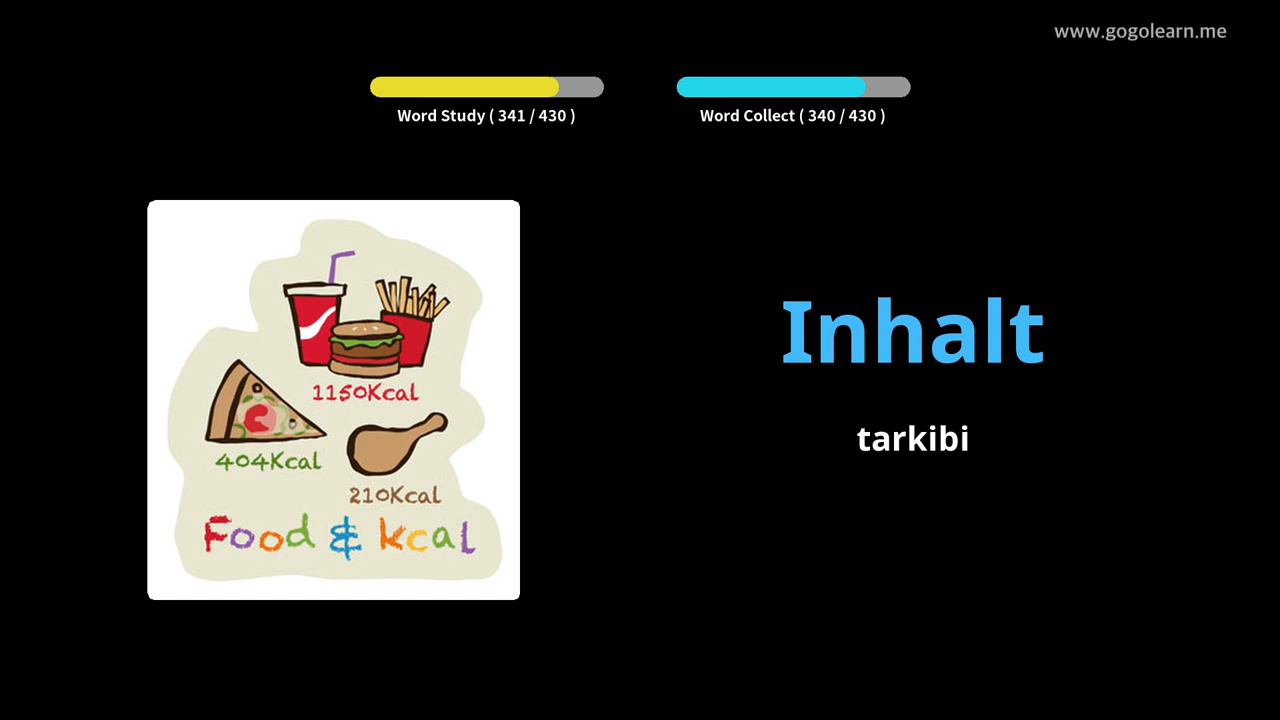 www.gogolearn.me
Word Study ( 341 / 430 )
Word Collect ( 340 / 430 )
1150Kcal
404Kcal
210Kcal
Food & kcal
Inhalt
tarkibi